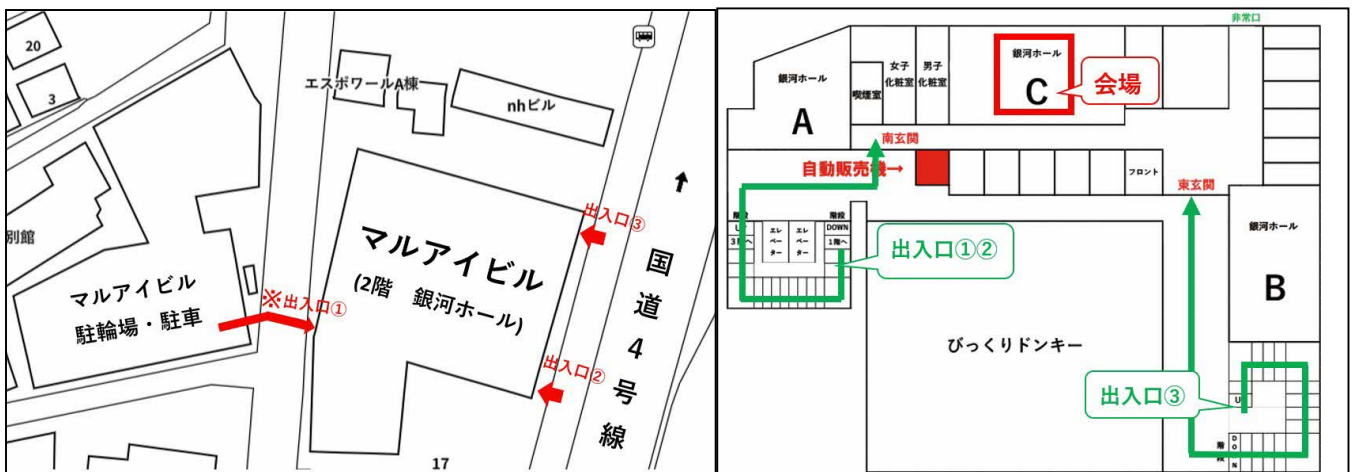 20
3
エスポワールA棟
nhビル
別館
マルアイビル
駐輪場・駐車
※出入口①
マルアイビル
(2階 銀河ホール)
出入口③
出入口②
国道4号線
17
非常口
銀河ホール
A
喫煙室
女子
化粧室
男子
化粧室
銀河ホール
C
会場
南玄関
自動販売機→
フロント
東玄関
階段
UP
3階へ
エレ
ベー
ター
エレ
ベー
ター
階段
DOWN
1階へ
出入口①②
銀河ホール
B
びっくりドンキー
出入口③
U
階段
DON